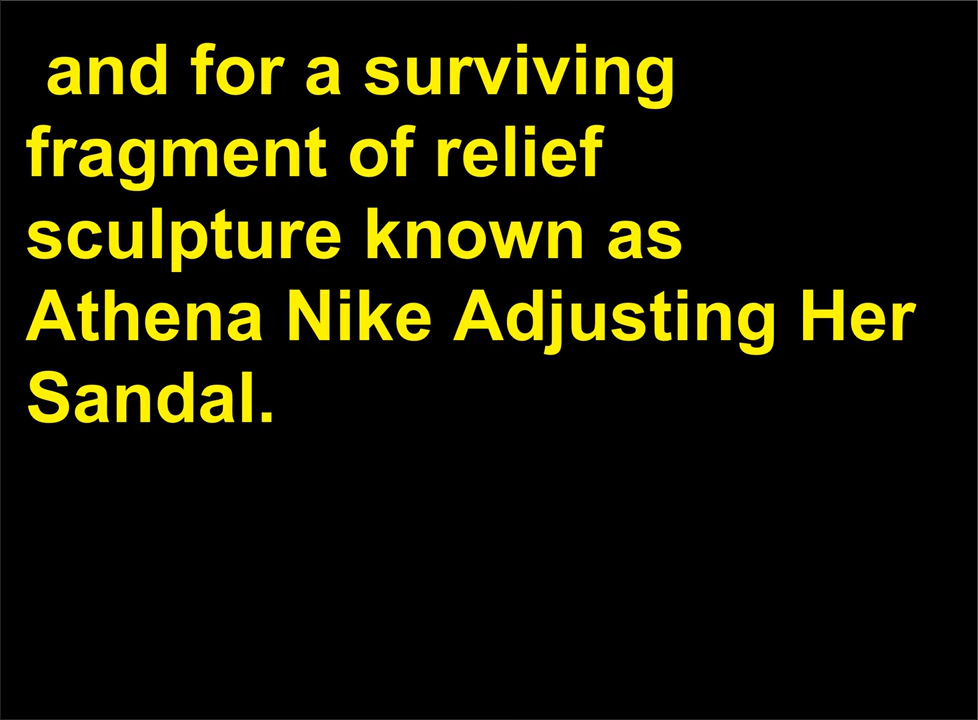 and for a surviving
fragment of relief
sculpture known as
Athena Nike Adjusting Her
Sandal.